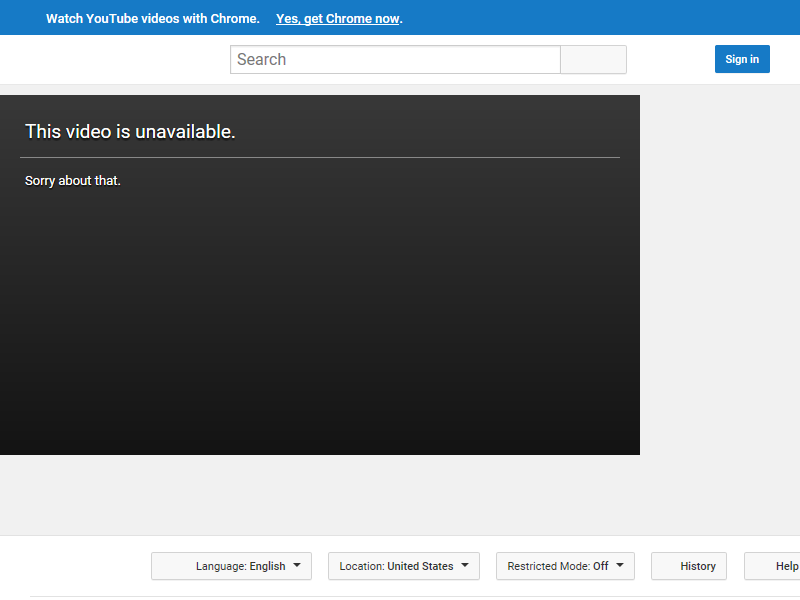 Watch YouTube videos with Chrome. Yes, get Chrome now.
Search
Sign in
This video is unavailable.
Sorry about that.
Language: English Location: United States Restricted Mode: Off History Help